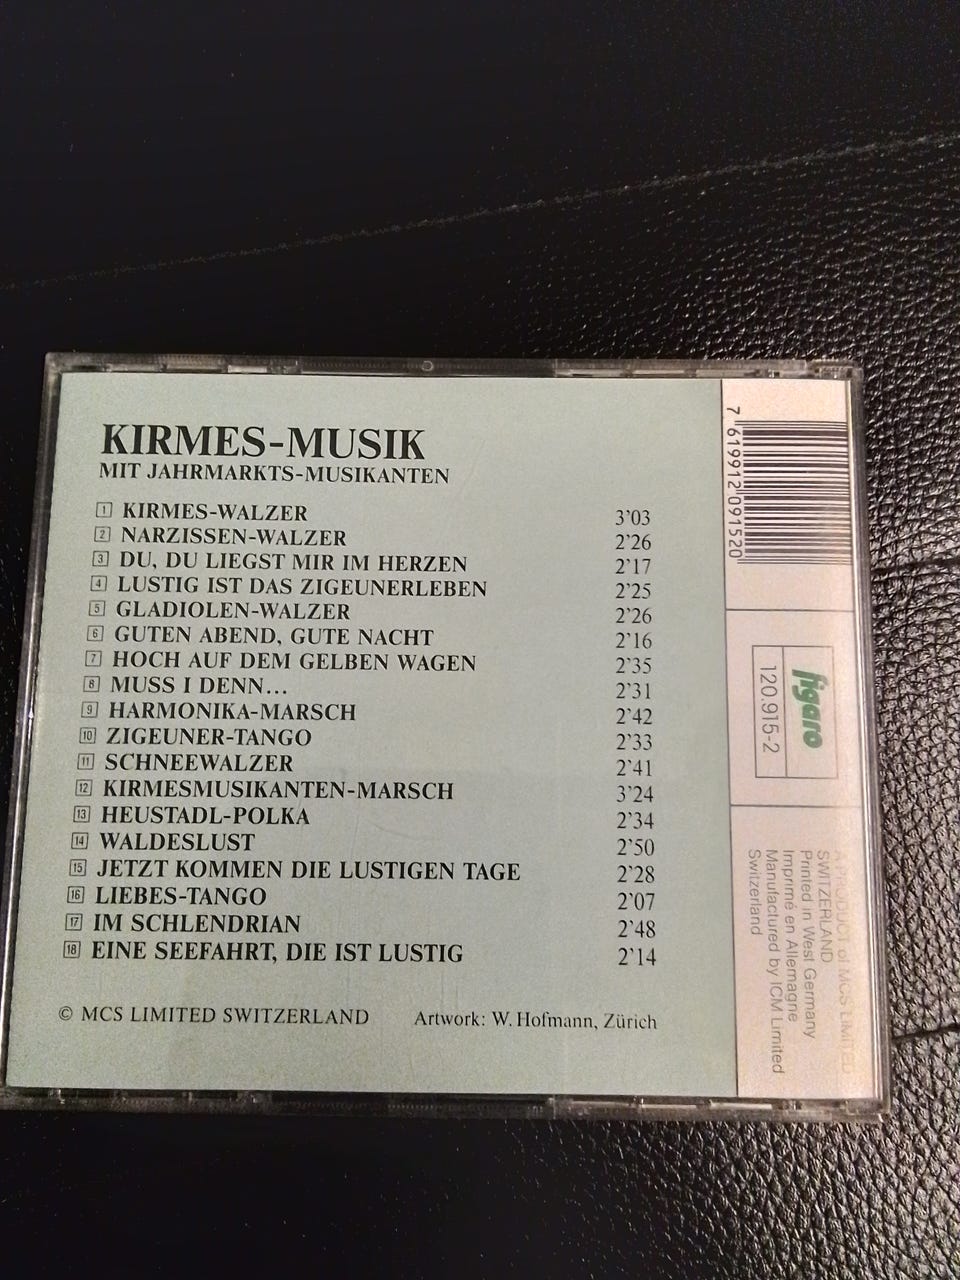 KIRMES-MUSIK
MIT JAHRMARKTS-MUSIKANTEN
1 KIRMES-WALZER 3'03
2 NARZISSEN-WALZER 2'26
3 DU, DU LIEGST MIR IM HERZEN 2'17
4 LUSTIG IST DAS ZIGEUNERLEBEN 2'25
5 GLADIOLEN-WALZER 2'26
6 GUTEN ABEND, GUTE NACHT 2'16
7 HOCH AUF DEM GELBEN WAGEN 2'35
8 MUSS I DENN... 2'31
9 HARMONIKA-MARSCH 2'42
10 ZIGEUNER-TANGO 2'33
11 SCHNEEWALZER 2'41
12 KIRMESMUSIKANTEN-MARSCH 3'24
13 HEUSTADL-POLKA 2'34
14 WALDESLUST 2'50
15 JETZT KOMMEN DIE LUSTIGEN TAGE 2'28
16 LIEBES-TANGO 2'07
17 IM SCHLENDRIAN 2'48
18 EINE SEEFAHRT, DIE IST LUSTIG 2'14
© MCS LIMITED SWITZERLAND Artwork: W. Hofmann, Zürich
7 619912 091520
figaro
120.915-2
A PRODUCT of MCS LIMITED
SWITZERLAND
Printed in West Germany
Imprimé en Allemagne
Manufactured by ICM Limited
Switzerland